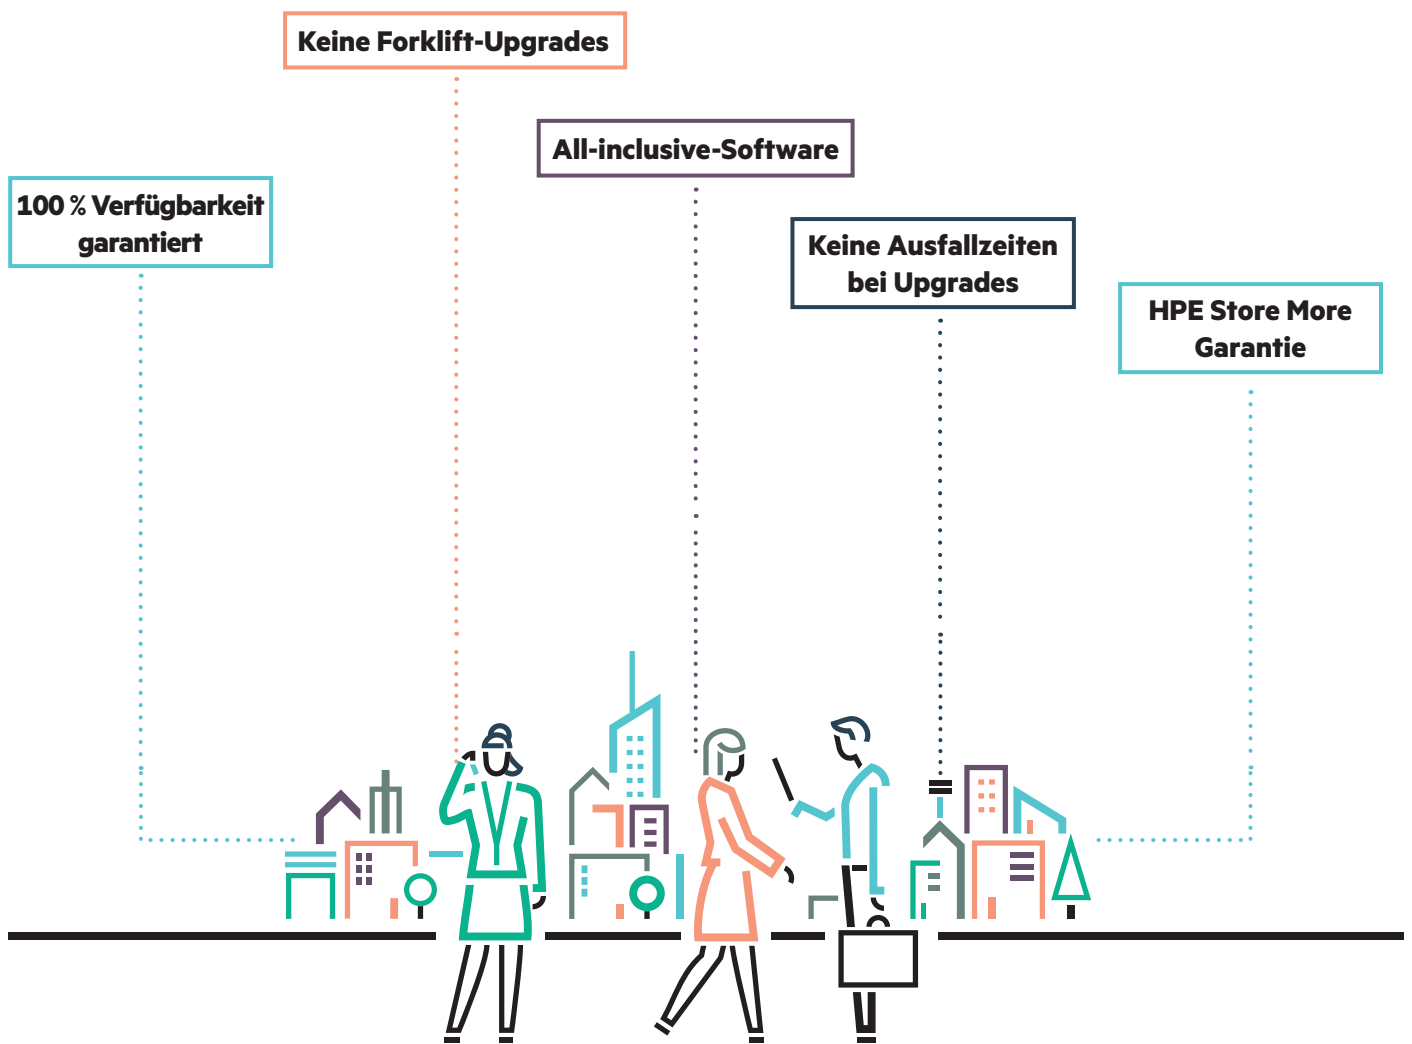 Keine Forklift-Upgrades
All-inclusive-Software
100 % Verfügbarkeit
garantiert
Keine Ausfallzeiten
bei Upgrades
HPE Store More
Garantie